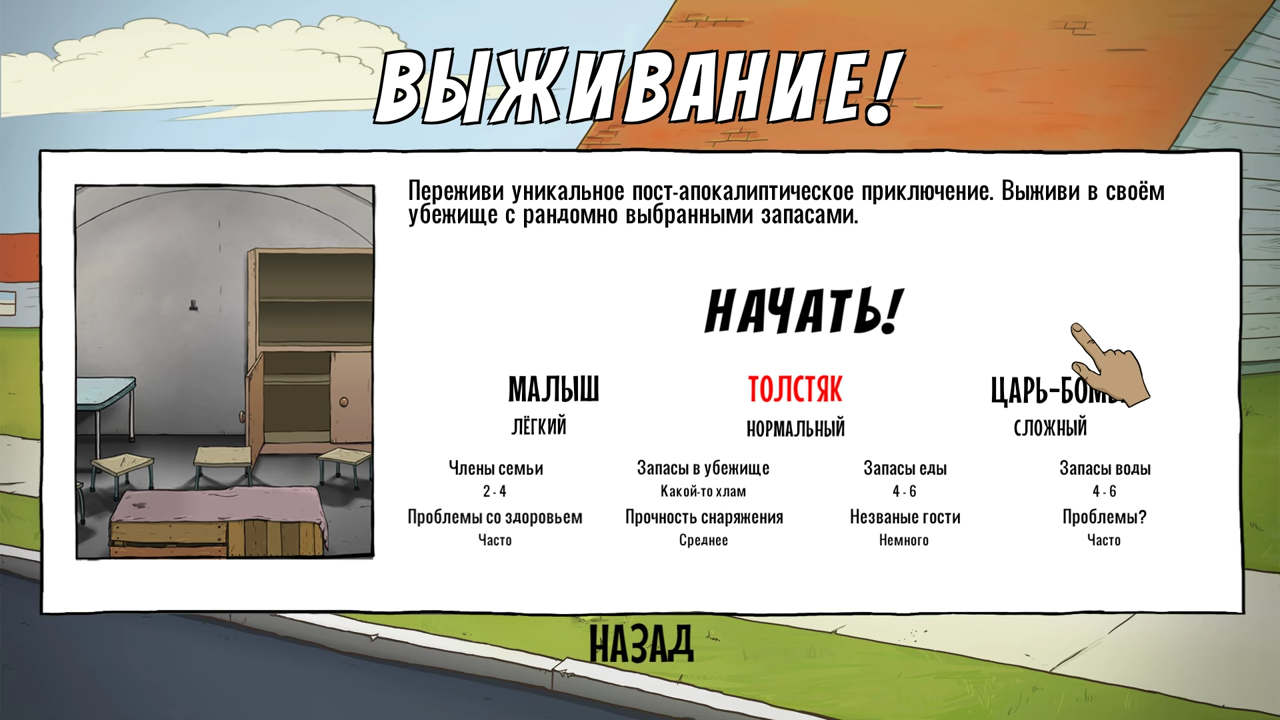 ВЫЖИВАНИЕ!
Переживи уникальное пост-апокалиптическое приключение. Выживи в своём
убежище с рандомно выбранными запасами.
НАЧАТЬ!
МАЛЫШ ТОЛСТЯК
ЛЁГКИЙ НОРМАЛЬНЫЙ СЛОЖНЫЙ
Члены семьи Запасы в убежище Запасы еды Запасы воды
2 - 4 Какой-то хлам 4 - 6 4 - 6
Проблемы со здоровьем Прочность снаряжения Незваные гости Проблемы?
Часто Среднее Немного Часто
НАЗАД